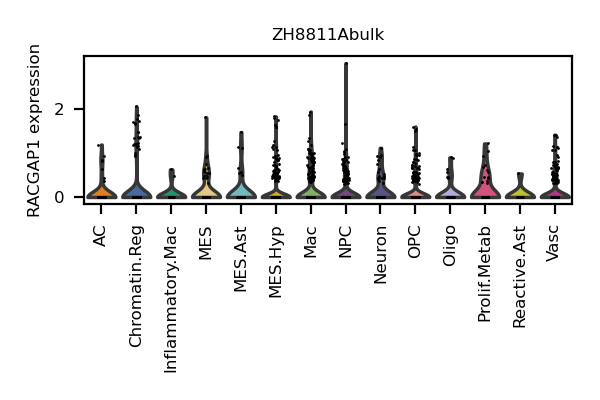 ZH8811Abulk
RACGAP1 expression
2
0
AC
Chromatin.Reg
Inflammatory.Mac
MES
MES.Ast
MES.Hyp
Mac
NPC
Neuron
OPC
Oligo
Prolif.Metab
Reactive.Ast
Vasc